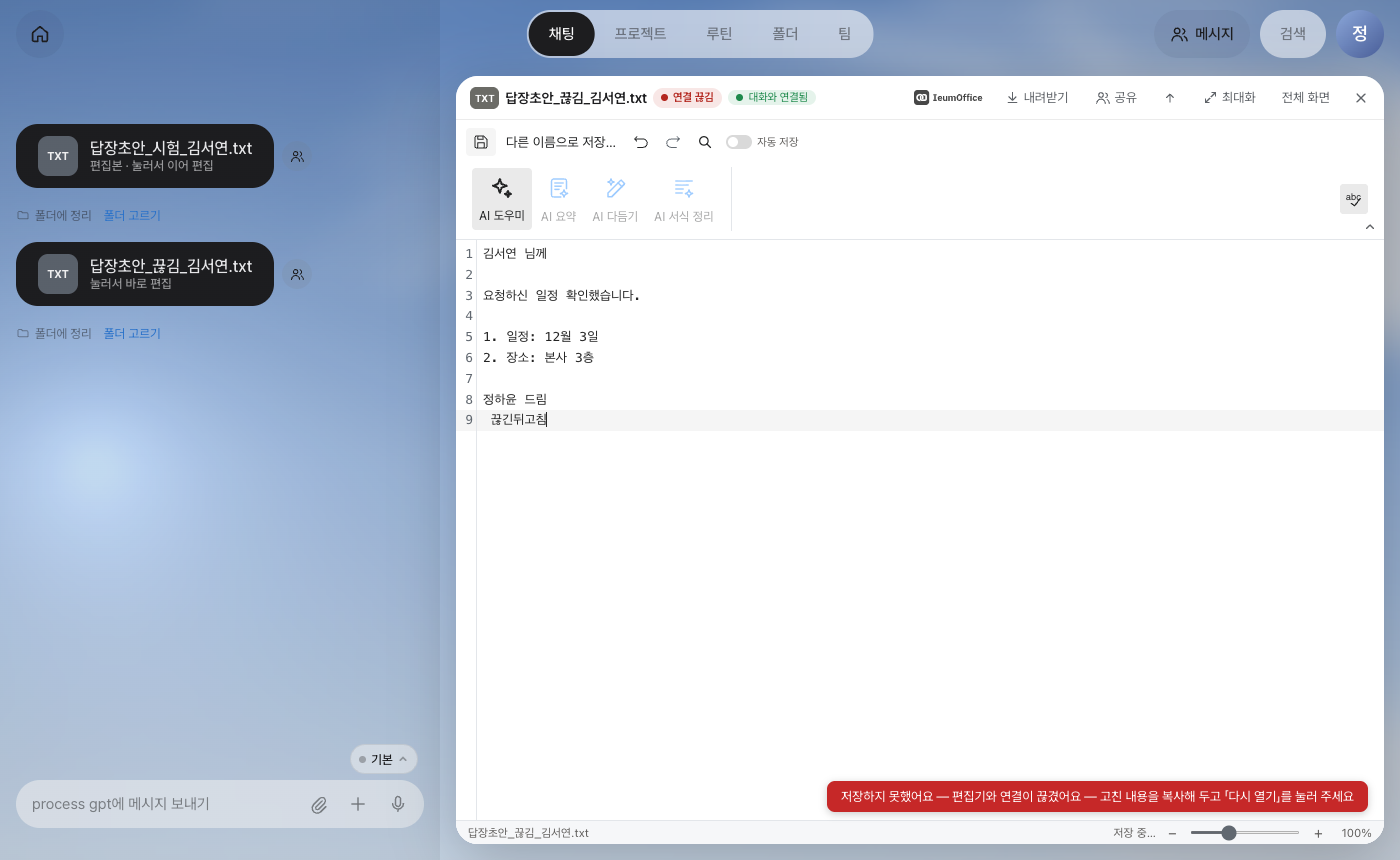 채팅
프로젝트
루틴
폴더
팀
메시지
검색
정
TXT
답장초안_끊김_김서연.txt
연결 끊김
대화와 연결됨
IeumOffice
내려받기
공유
최대화
전체 화면
다른 이름으로 저장...
자동 저장
AI 도우미
AI 요약
AI 다듬기
AI 서식 정리
abc
TXT
답장초안_시험_김서연.txt
편집본 · 눌러서 이어 편집
폴더에 정리 폴더 고르기
TXT
답장초안_끊김_김서연.txt
눌러서 바로 편집
폴더에 정리 폴더 고르기
1 김서연 님께
2
3 요청하신 일정 확인했습니다.
4
5 1. 일정: 12월 3일
6 2. 장소: 본사 3층
7
8 정하윤 드림
9 끊긴뒤고침
기본
process gpt에 메시지 보내기
저장하지 못했어요 — 편집기와 연결이 끊겼어요 — 고친 내용을 복사해 두고 「다시 열기」를 눌러 주세요
답장초안_끊김_김서연.txt
저장 중...
100%